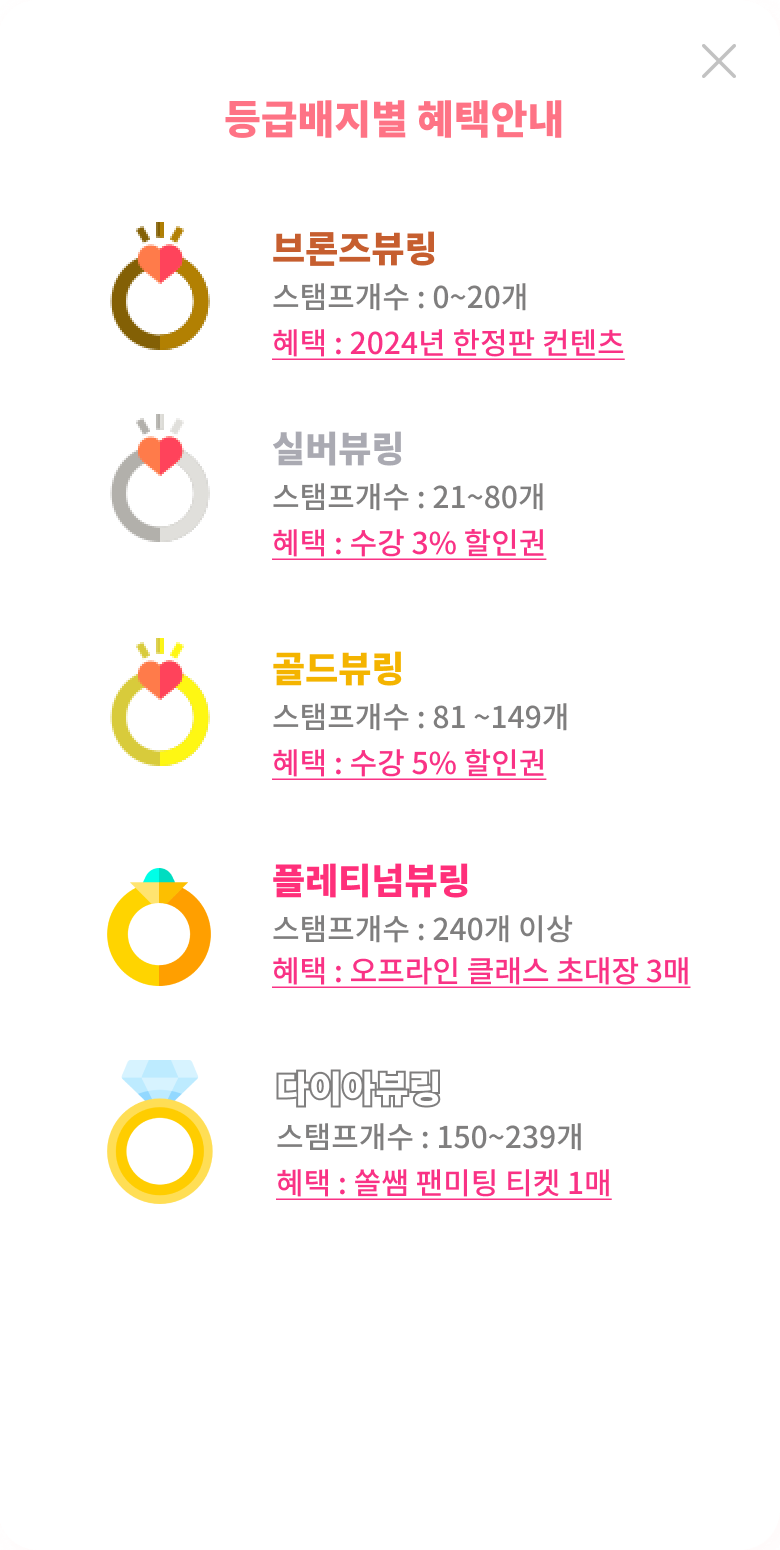 등급배지별 혜택안내
브론즈뷰링
스탬프개수 : 0~20개
혜택 : 2024년 한정판 컨텐츠
실버뷰링
스탬프개수 : 21~80개
혜택 : 수강 3% 할인권
골드뷰링
스탬프개수 : 81 ~149개
혜택 : 수강 5% 할인권
플레티넘뷰링
스탬프개수 : 240개 이상
혜택 : 오프라인 클래스 초대장 3매
다이아뷰링
스탬프개수 : 150~239개
혜택 : 쏠쌤 팬미팅 티켓 1매